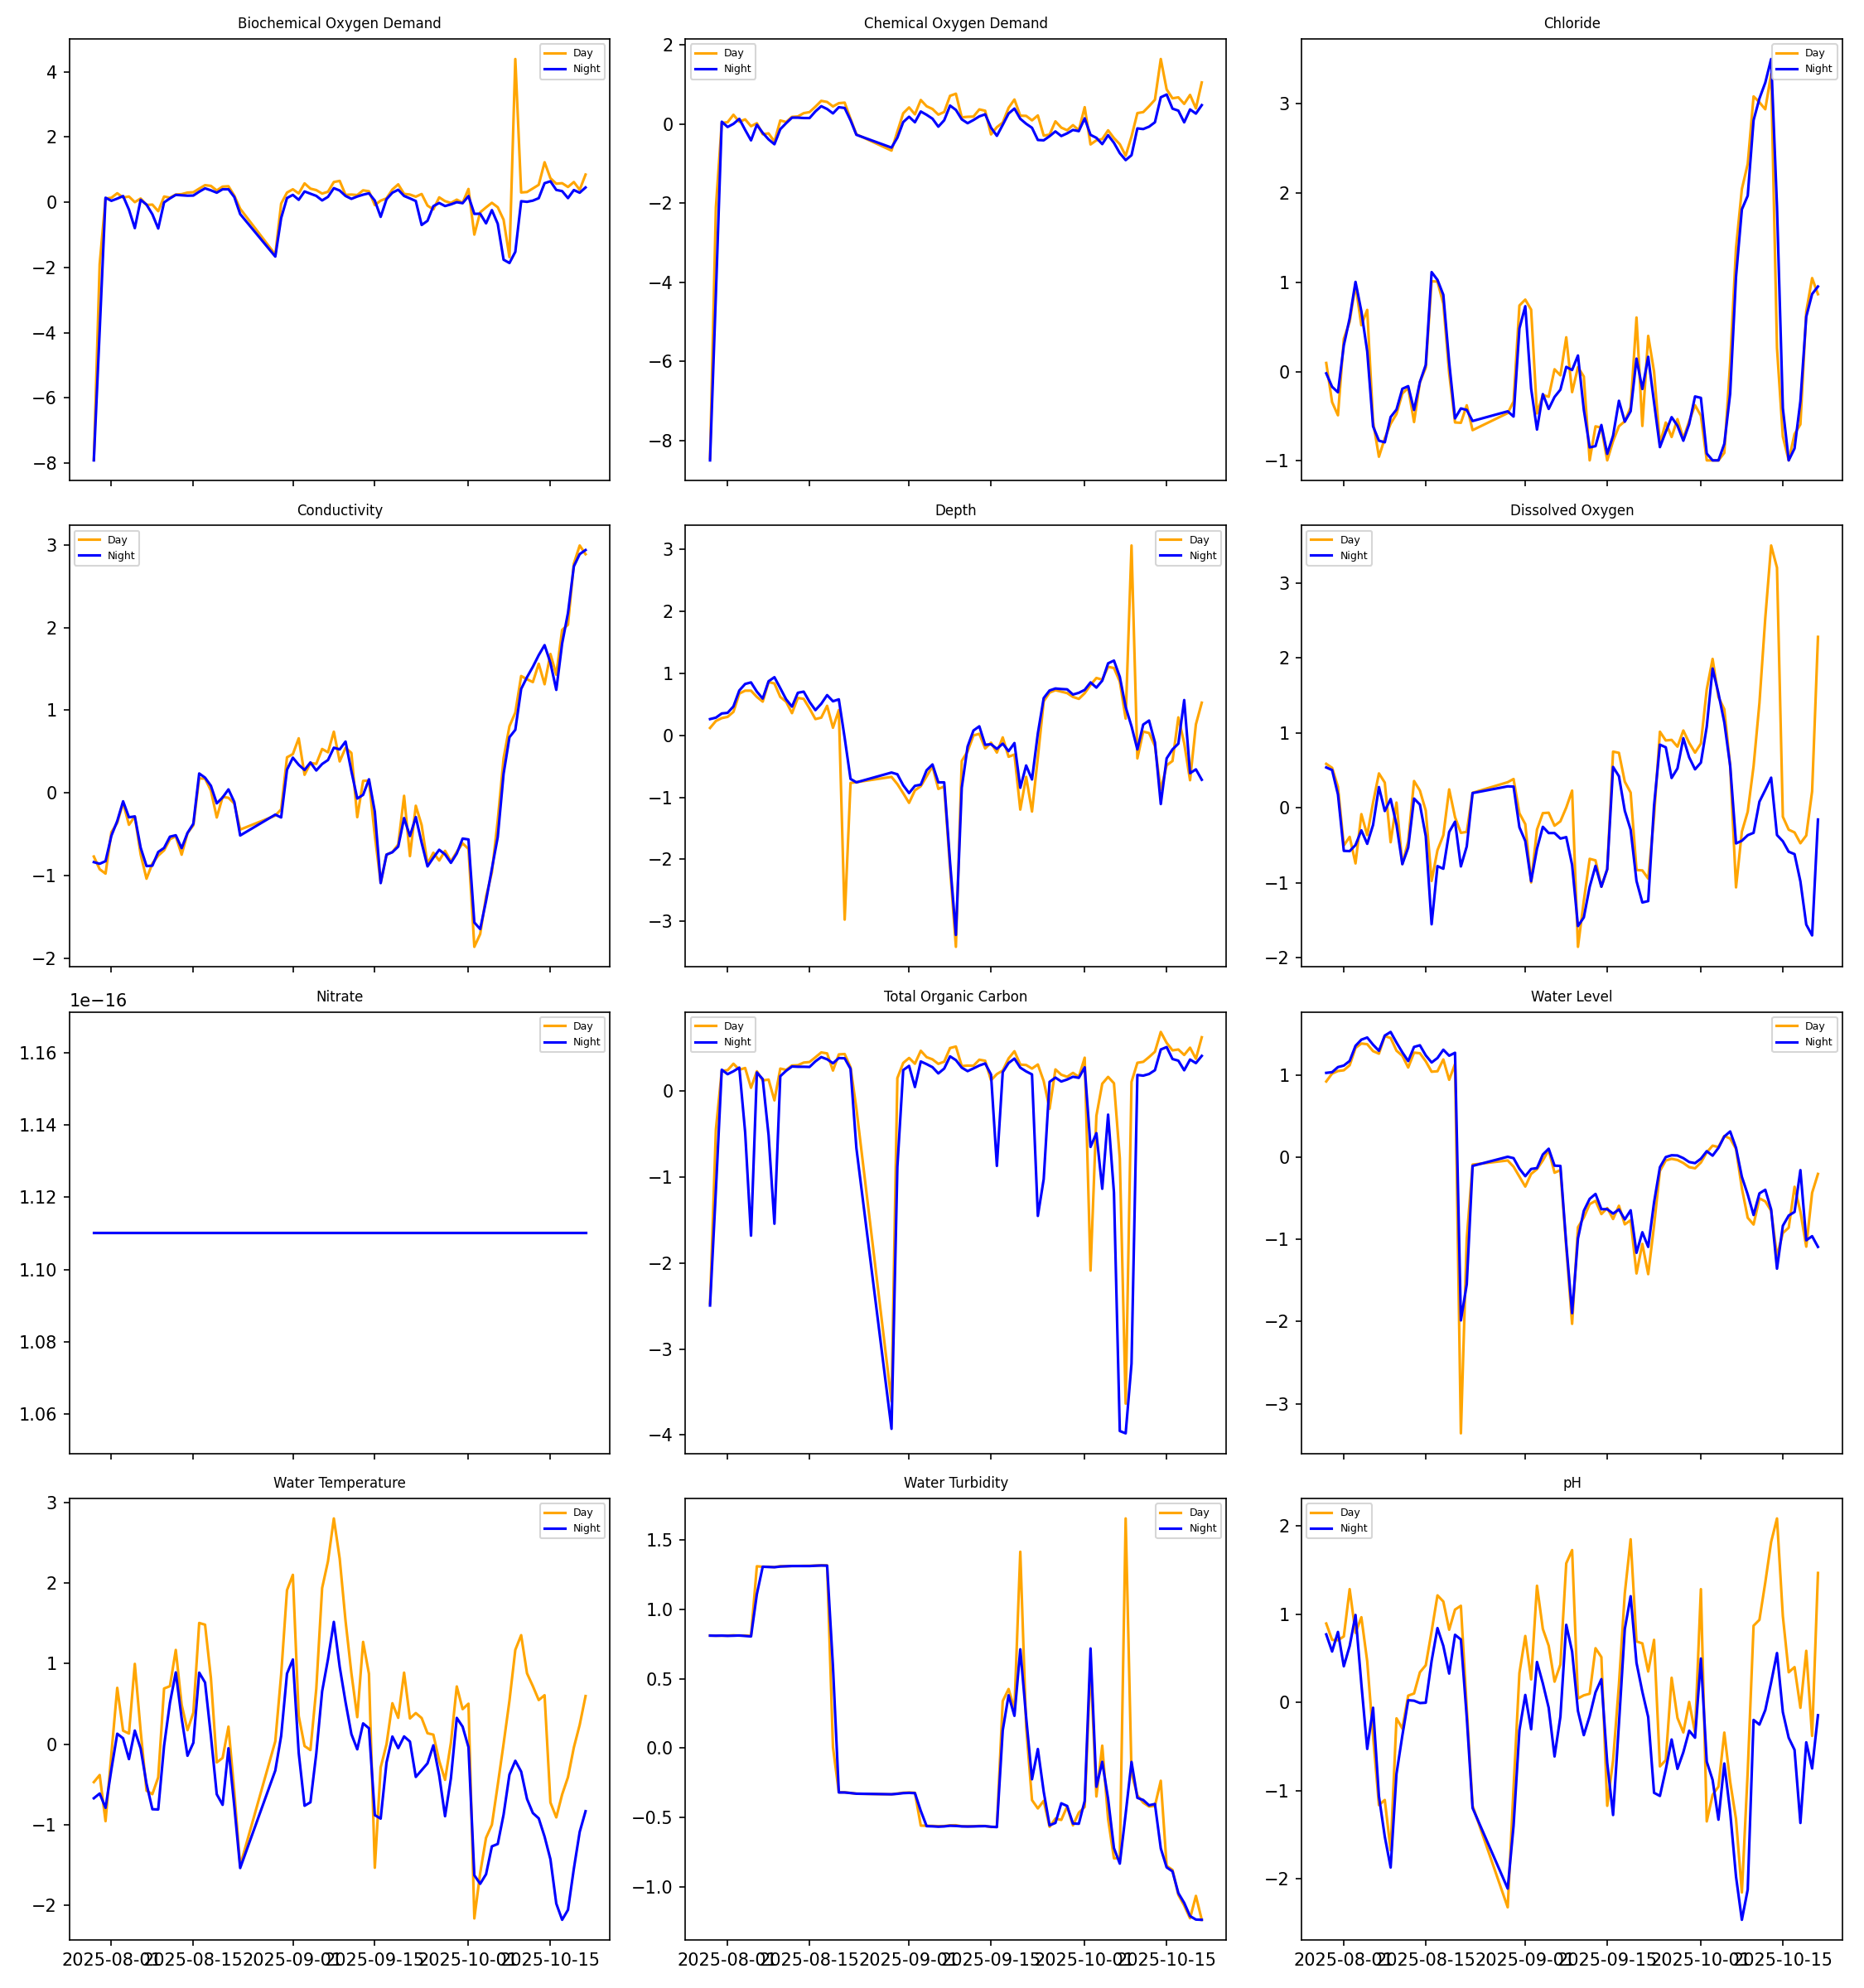 Biochemical Oxygen Demand
Chemical Oxygen Demand
Chloride
4
2
0
−2
−4
−6
−8
Day
Night
2
0
−2
−4
−6
−8
Day
Night
3
2
1
0
−1
Day
Night
Conductivity
Depth
Dissolved Oxygen
3
2
1
0
−1
−2
Day
Night
3
2
1
0
−1
−2
−3
Day
Night
3
2
1
0
−1
−2
Day
Night
Nitrate
Total Organic Carbon
Water Level
1e−16
1.16
1.14
1.12
1.10
1.08
1.06
Day
Night
0
−1
−2
−3
−4
Day
Night
1
0
−1
−2
−3
Day
Night
Water Temperature
Water Turbidity
pH
3
2
1
0
−1
−2
Day
Night
1.5
1.0
0.5
0.0
−0.5
−1.0
Day
Night
2
1
0
−1
−2
Day
Night
2025-08-01 2025-08-15 2025-09-01 2025-09-15 2025-10-01 2025-10-15
2025-08-01 2025-08-15 2025-09-01 2025-09-15 2025-10-01 2025-10-15
2025-08-01 2025-08-15 2025-09-01 2025-09-15 2025-10-01 2025-10-15